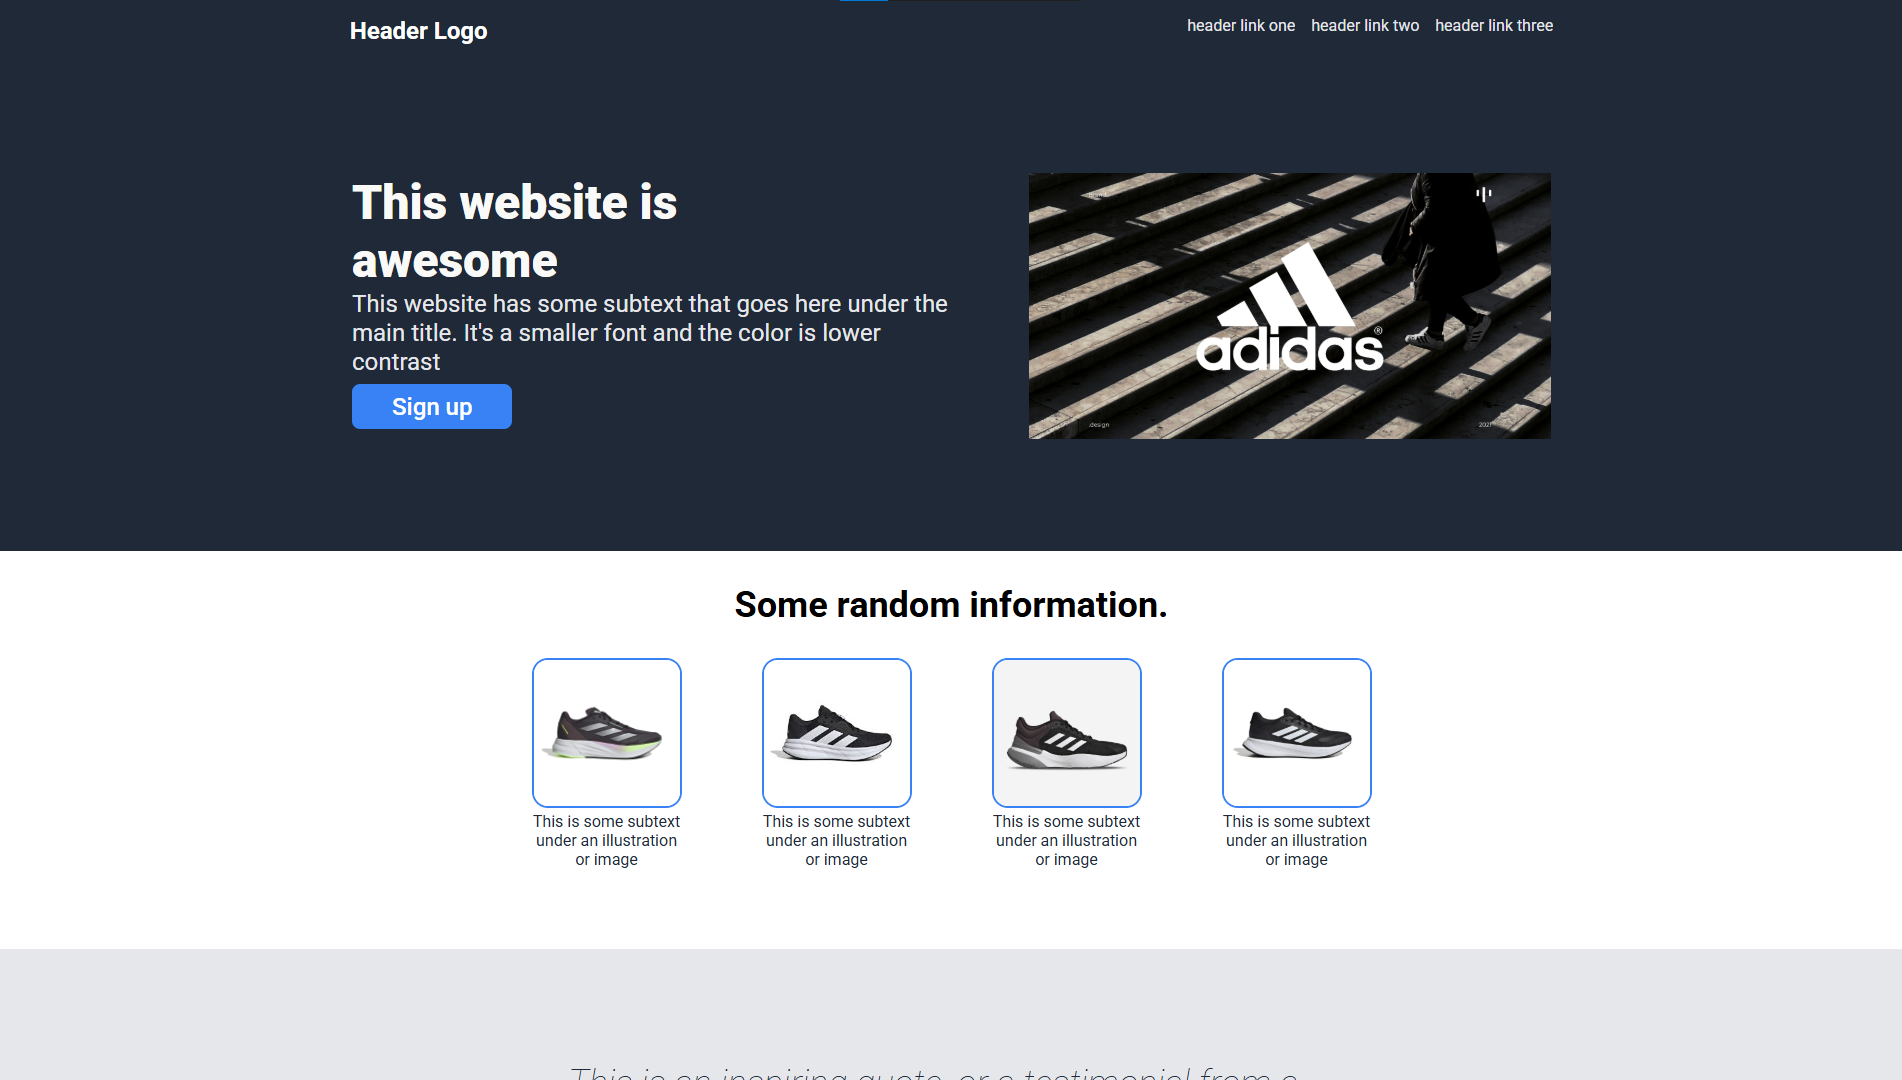 Header Logo
header link one header link two header link three
This website is
awesome
This website has some subtext that goes here under the
main title. It's a smaller font and the color is lower
contrast
Sign up
adidas®
.design
2021
Some random information.
This is some subtext
under an illustration
or image
This is some subtext
under an illustration
or image
This is some subtext
under an illustration
or image
This is some subtext
under an illustration
or image
This is an inspiring quote, or a testimonial from a